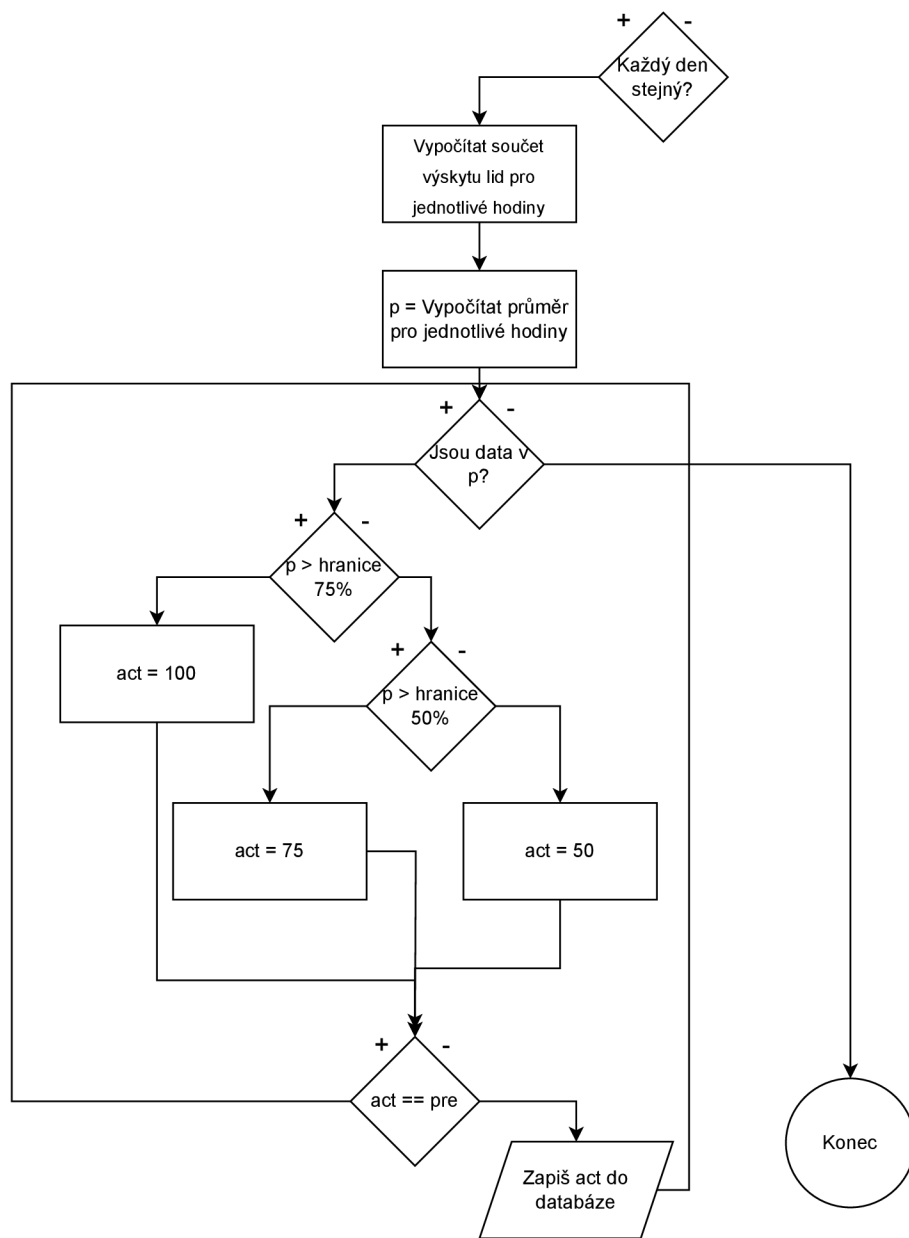 + -
Každý den
stejný?
Vypočítat součet
výskytu lid pro
jednotlivé hodiny
p = Vypočítat průměr
pro jednotlivé hodiny
+ -
Jsou data v
p?
+ -
p > hranice
75%
act = 100
+ -
p > hranice
50%
act = 75
act = 50
+ -
act == pre
Zapiš act do
databáze
Konec